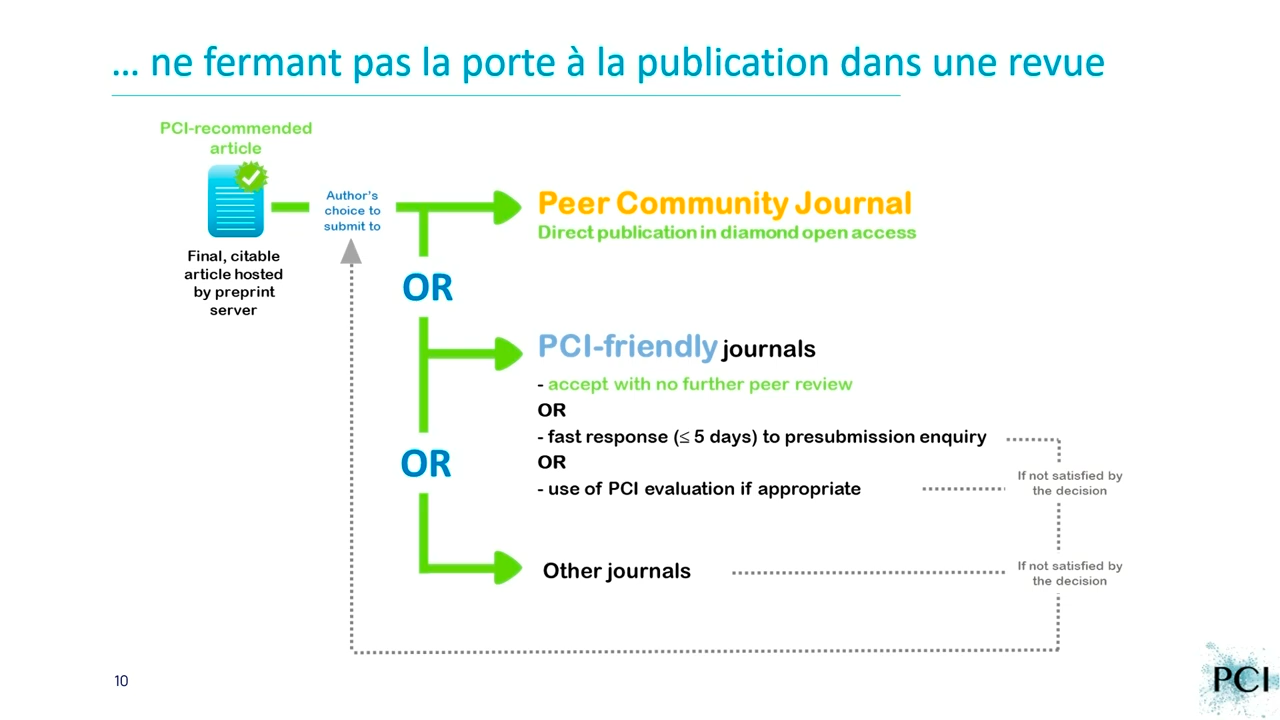 … ne fermant pas la porte à la publication dans une revue
PCI-recommended
article
Final, citable
article hosted
by preprint
server
Author's
choice to
submit to
Peer Community Journal
Direct publication in diamond open access
OR
PCI-friendly journals
- accept with no further peer review
OR
- fast response (≤ 5 days) to presubmission enquiry
OR
- use of PCI evaluation if appropriate
If not satisfied by
the decision
OR
Other journals
If not satisfied by
the decision
10
PCI